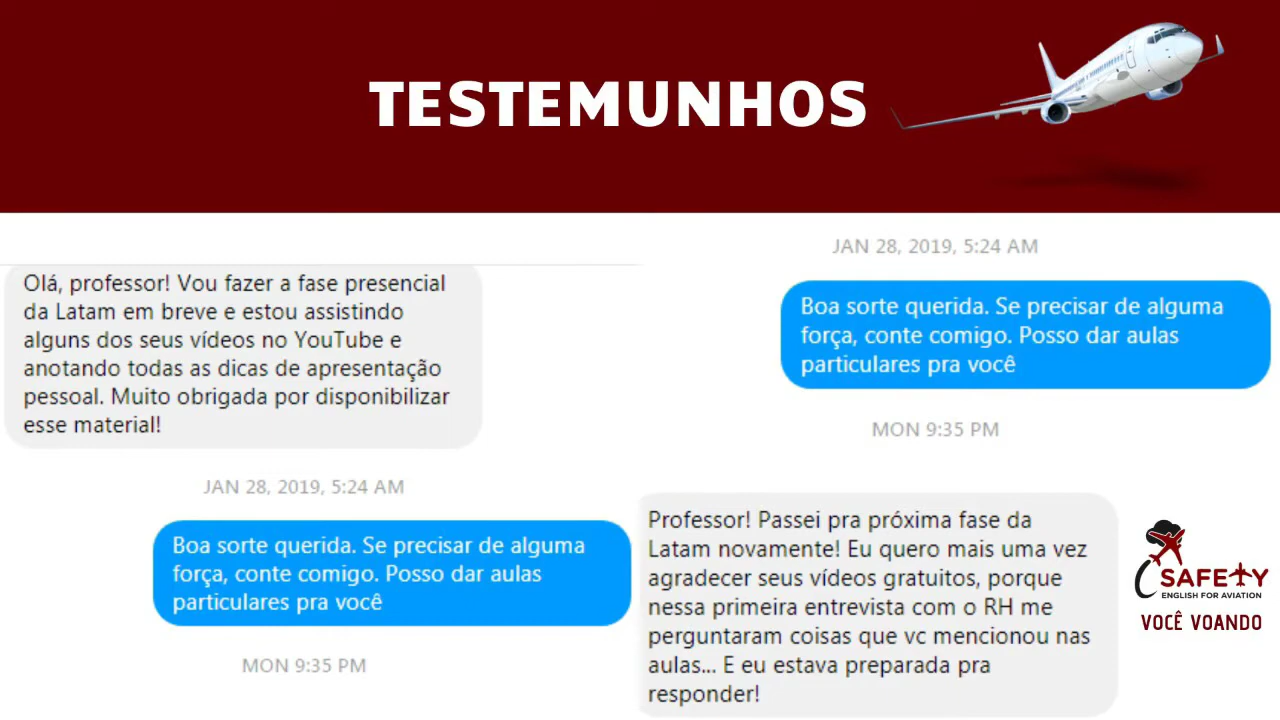 TESTEMUNHOS
Olá, professor! Vou fazer a fase presencial
da Latam em breve e estou assistindo
alguns dos seus vídeos no YouTube e
anotando todas as dicas de apresentação
pessoal. Muito obrigada por disponibilizar
esse material!
JAN 28, 2019, 5:24 AM
Boa sorte querida. Se precisar de alguma
força, conte comigo. Posso dar aulas
particulares pra você
MON 9:35 PM
JAN 28, 2019, 5:24 AM
Boa sorte querida. Se precisar de alguma
força, conte comigo. Posso dar aulas
particulares pra você
MON 9:35 PM
Professor! Passei pra próxima fase da
Latam novamente! Eu quero mais uma vez
agradecer seus vídeos gratuitos, porque
nessa primeira entrevista com o RH me
perguntaram coisas que vc mencionou nas
aulas... E eu estava preparada pra
responder!
SAFETY
ENGLISH FOR AVIATION
VOCÊ VOANDO